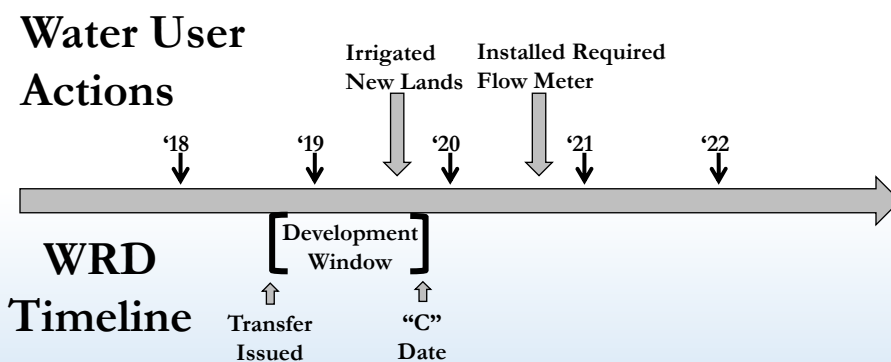 Water User
Actions
Irrigated
New Lands
Installed Required
Flow Meter
‘18
‘19
‘20
‘21
‘22
Development
Window
WRD
Timeline
Transfer
Issued
“C”
Date